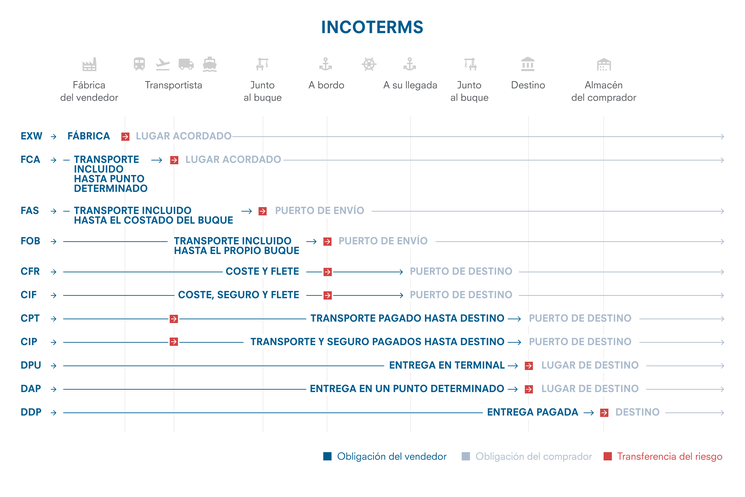 INCOTERMS
Fábrica
del vendedor
Transportista
Junto
al buque
A bordo
A su llegada
Junto
al buque
Destino
Almacén
del comprador
EXW FÁBRICA LUGAR ACORDADO
FCA TRANSPORTE
INCLUIDO
HASTA PUNTO
DETERMINADO
LUGAR ACORDADO
FAS TRANSPORTE INCLUIDO
HASTA EL COSTADO DEL BUQUE
PUERTO DE ENVÍO
FOB TRANSPORTE INCLUIDO
HASTA EL PROPIO BUQUE
PUERTO DE ENVÍO
CFR COSTE Y FLETE PUERTO DE DESTINO
CIF COSTE, SEGURO Y FLETE PUERTO DE DESTINO
CPT TRANSPORTE PAGADO HASTA DESTINO PUERTO DE DESTINO
CIP TRANSPORTE Y SEGURO PAGADOS HASTA DESTINO PUERTO DE DESTINO
DPU ENTREGA EN TERMINAL LUGAR DE DESTINO
DAP ENTREGA EN UN PUNTO DETERMINADO LUGAR DE DESTINO
DDP ENTREGA PAGADA DESTINO
Obligación del vendedor Obligación del comprador Transferencia del riesgo